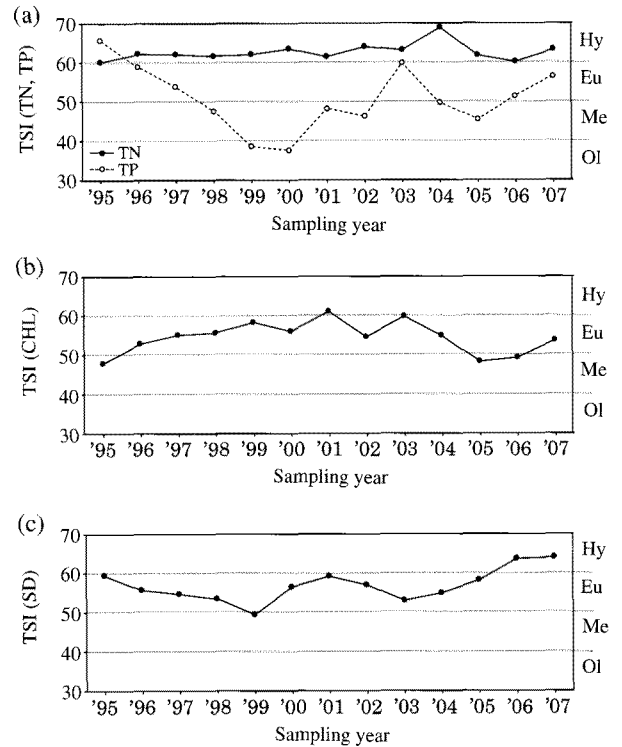 (a)
TSI (TN, TP)
70
60
50
40
30
Hy
Eu
Me
Ol
TN
TP
'95 '96 '97 '98 '99 '00 '01 '02 '03 '04 '05 '06 '07
Sampling year
(b)
TSI (CHL)
70
60
50
40
30
Hy
Eu
Me
Ol
'95 '96 '97 '98 '99 '00 '01 '02 '03 '04 '05 '06 '07
Sampling year
(c)
TSI (SD)
70
60
50
40
30
Hy
Eu
Me
Ol
'95 '96 '97 '98 '99 '00 '01 '02 '03 '04 '05 '06 '07
Sampling year